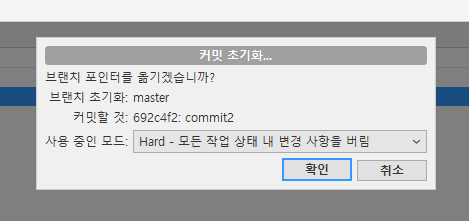 커밋 초기화...
브랜치 포인터를 옮기겠습니까?
브랜치 초기화: master
커밋할 것: 692c4f2: commit2
사용 중인 모드: Hard - 모든 작업 상태 내 변경 사항을 버림
확인 취소